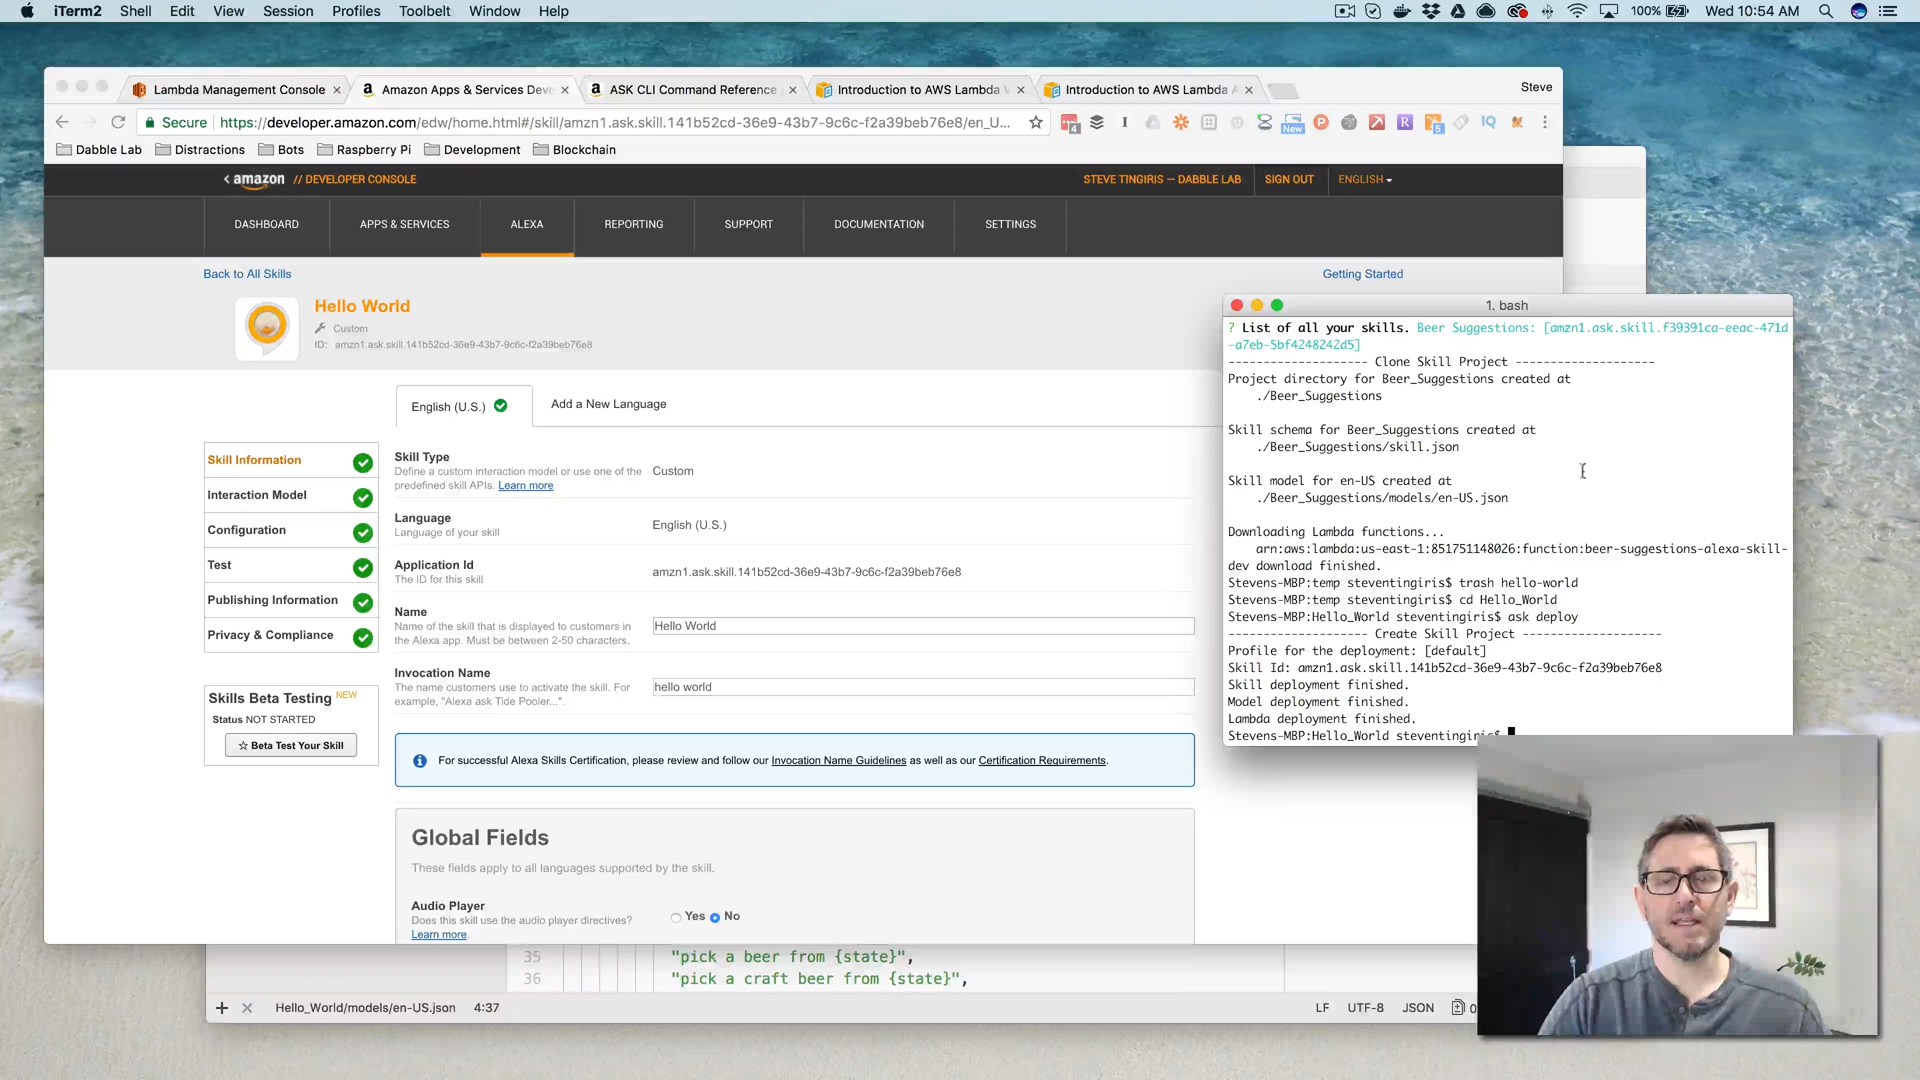 iTerm2 Shell Edit View Session Profiles Toolbelt Window Help 100% Wed 10:54 AM
Lambda Management Console Amazon Apps & Services Deve ASK CLI Command Reference Introduction to AWS Lambda Introduction to AWS Lambda Steve
Secure https://developer.amazon.com/edw/home.html#/skill/amzn1.ask.skill.141b52cd-36e9-43b7-9c6c-f2a39beb76e8/en_U...
Dabble Lab Distractions Bots Raspberry Pi Development Blockchain
amazon // DEVELOPER CONSOLE STEVE TINGIRIS — DABBLE LAB SIGN OUT ENGLISH
DASHBOARD APPS & SERVICES ALEXA REPORTING SUPPORT DOCUMENTATION SETTINGS
Back to All Skills Getting Started
Hello World
Custom
ID: amzn1.ask.skill.141b52cd-36e9-43b7-9c6c-f2a39beb76e8
English (U.S.) Add a New Language
Skill Information
Interaction Model
Configuration
Test
Publishing Information
Privacy & Compliance
Skills Beta Testing NEW
Status NOT STARTED
Beta Test Your Skill
Skill Type
Define a custom interaction model or use one of the
predefined skill APIs. Learn more
Custom
Language
Language of your skill
English (U.S.)
Application Id
The ID for this skill
amzn1.ask.skill.141b52cd-36e9-43b7-9c6c-f2a39beb76e8
Name
Name of the skill that is displayed to customers in
the Alexa app. Must be between 2-50 characters.
Hello World
Invocation Name
The name customers use to activate the skill. For
example, "Alexa ask Tide Pooler...".
hello world
For successful Alexa Skills Certification, please review and follow our Invocation Name Guidelines as well as our Certification Requirements.
Global Fields
These fields apply to all languages supported by the skill.
Audio Player
Does this skill use the audio player directives?
Learn more
Yes No
1. bash
? List of all your skills. Beer Suggestions: [amzn1.ask.skill.f39391ca-eeac-471d
-a7eb-5bf4248242d5]
-------------------- Clone Skill Project --------------------
Project directory for Beer_Suggestions created at
./Beer_Suggestions
Skill schema for Beer_Suggestions created at
./Beer_Suggestions/skill.json
Skill model for en-US created at
./Beer_Suggestions/models/en-US.json
Downloading Lambda functions...
arn:aws:lambda:us-east-1:851751148026:function:beer-suggestions-alexa-skill-
dev download finished.
Stevens-MBP:temp steventingiris$ trash hello-world
Stevens-MBP:temp steventingiris$ cd Hello_World
Stevens-MBP:Hello_World steventingiris$ ask deploy
-------------------- Create Skill Project --------------------
Profile for the deployment: [default]
Skill Id: amzn1.ask.skill.141b52cd-36e9-43b7-9c6c-f2a39beb76e8
Skill deployment finished.
Model deployment finished.
Lambda deployment finished.
Stevens-MBP:Hello_World steventingiris$
35 "pick a beer from {state}",
36 "pick a craft beer from {state}",
Hello_World/models/en-US.json 4:37 LF UTF-8 JSON 0